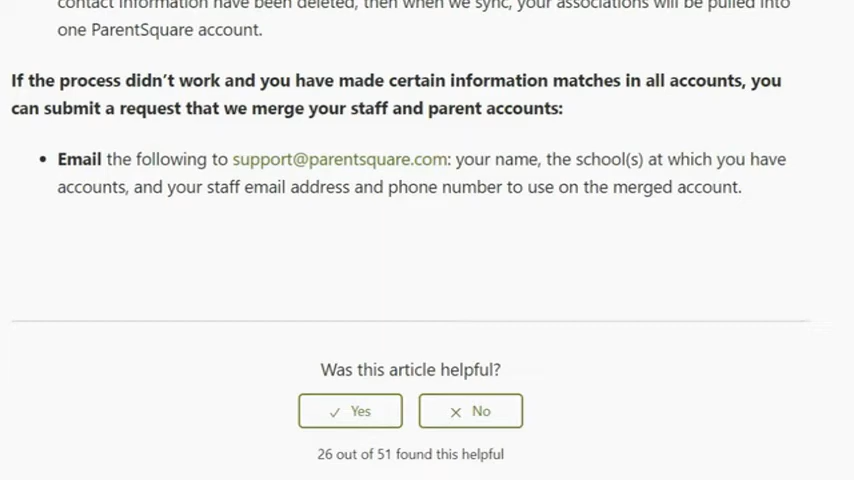 contact information have been deleted, then when we sync, your associations will be pulled into
one ParentSquare account.
If the process didn't work and you have made certain information matches in all accounts, you
can submit a request that we merge your staff and parent accounts:
• Email the following to support@parentsquare.com: your name, the school(s) at which you have
accounts, and your staff email address and phone number to use on the merged account.
Was this article helpful?
✓ Yes
✕ No
26 out of 51 found this helpful